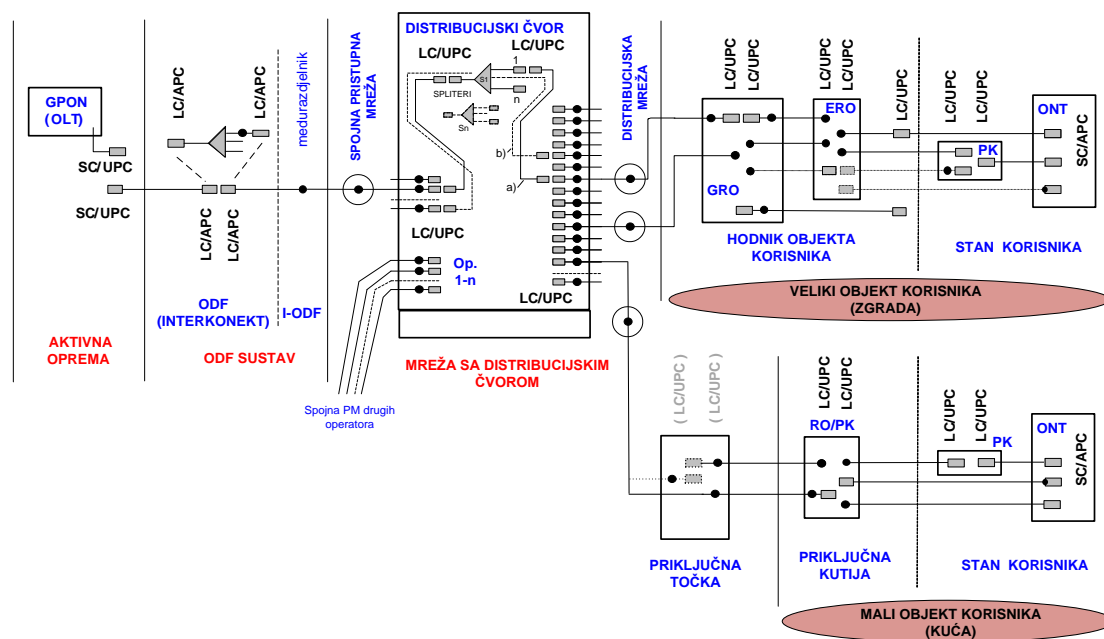 GPON
(OLT)
SC/UPC
SC/UPC
AKTIVNA
OPREMA
LC/APC
LC/APC
LC/APC
LC/APC
ODF
(INTERKONEKT)
I-ODF
ODF SUSTAV
međurazdjelnik
SPOJNA PRISTUPNA
MREŽA
DISTRIBUCIJSKI ČVOR
LC/UPC
LC/UPC
1
S1
n
SPLITERI
Sn
b)
a)
LC/UPC
Op.
1-n
LC/UPC
MREŽA SA DISTRIBUCIJSKIM
ČVOROM
Spojna PM drugih
operatora
DISTRIBUCIJSKA
MREŽA
LC/UPC
LC/UPC
GRO
LC/UPC
LC/UPC
ERO
LC/UPC
LC/UPC
LC/UPC
PK
ONT
SC/APC
HODNIK OBJEKTA
KORISNIKA
STAN KORISNIKA
VELIKI OBJEKT KORISNIKA
(ZGRADA)
( LC/UPC )
( LC/UPC )
LC/UPC
LC/UPC
RO/PK
LC/UPC
LC/UPC
PK
ONT
SC/APC
PRIKLJUČNA
TOČKA
PRIKLJUČNA
KUTIJA
STAN KORISNIKA
MALI OBJEKT KORISNIKA
(KUĆA)